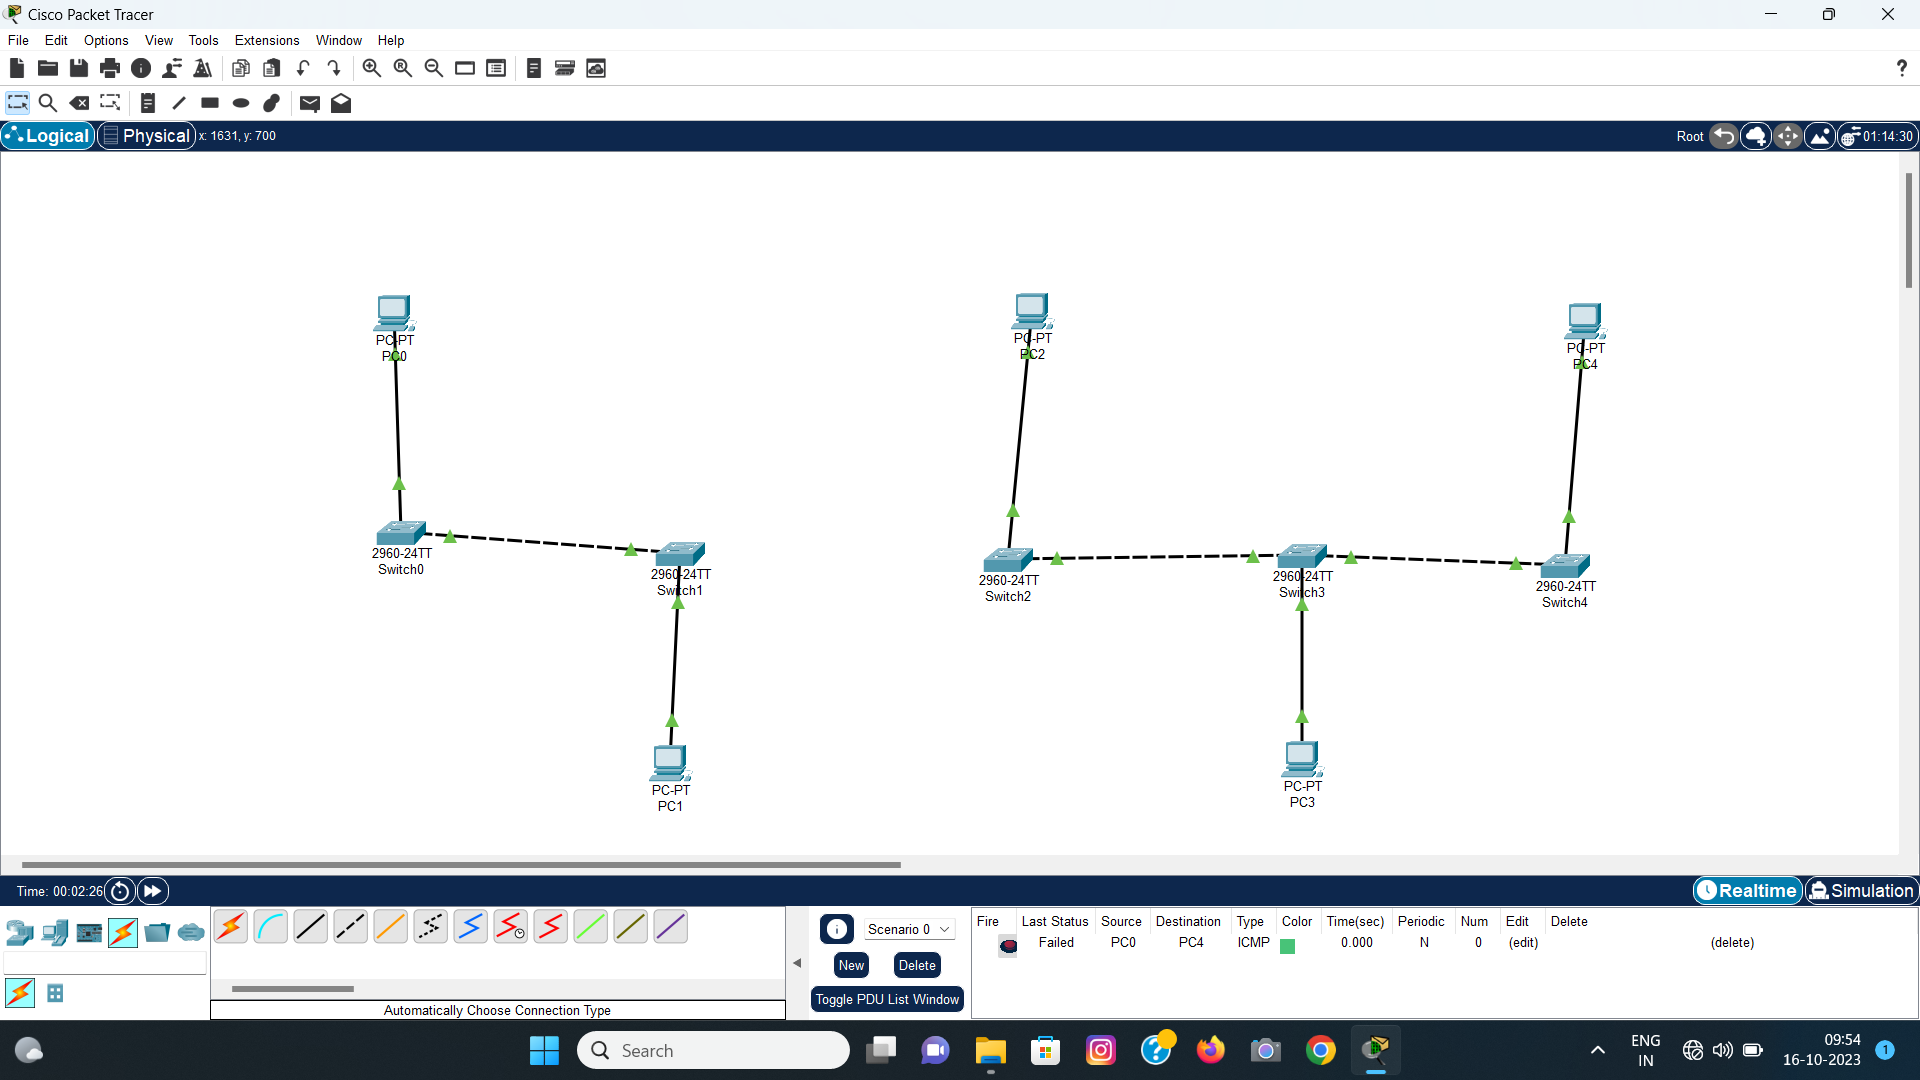 Cisco Packet Tracer
File Edit Options View Tools Extensions Window Help
Logical Physical x: 1631, y: 700 Root 01:14:30
PC-PT
PC0
PC-PT
PC2
PC-PT
PC4
2960-24TT
Switch0
2960-24TT
Switch1
2960-24TT
Switch2
2960-24TT
Switch3
2960-24TT
Switch4
PC-PT
PC1
PC-PT
PC3
Time: 00:02:26 Realtime Simulation
Scenario 0
New Delete
Toggle PDU List Window
Automatically Choose Connection Type
Fire Last Status Source Destination Type Color Time(sec) Periodic Num Edit Delete
Failed PC0 PC4 ICMP 0.000 N 0 (edit) (delete)
Search
ENG
IN
09:54
16-10-2023
1